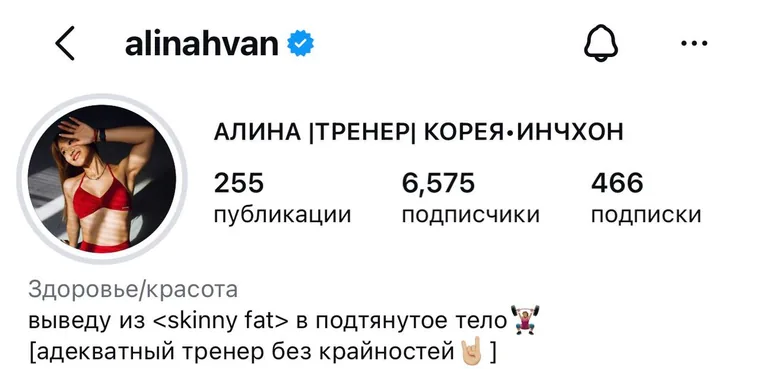 alinahvan
АЛИНА |ТРЕНЕР| КОРЕЯ•ИНЧХОН
255 6,575 466
публикации подписчики подписки
Здоровье/красота
выведу из <skinny fat> в подтянутое тело🏋🏽‍♀️
[адекватный тренер без крайностей🤘🏼]